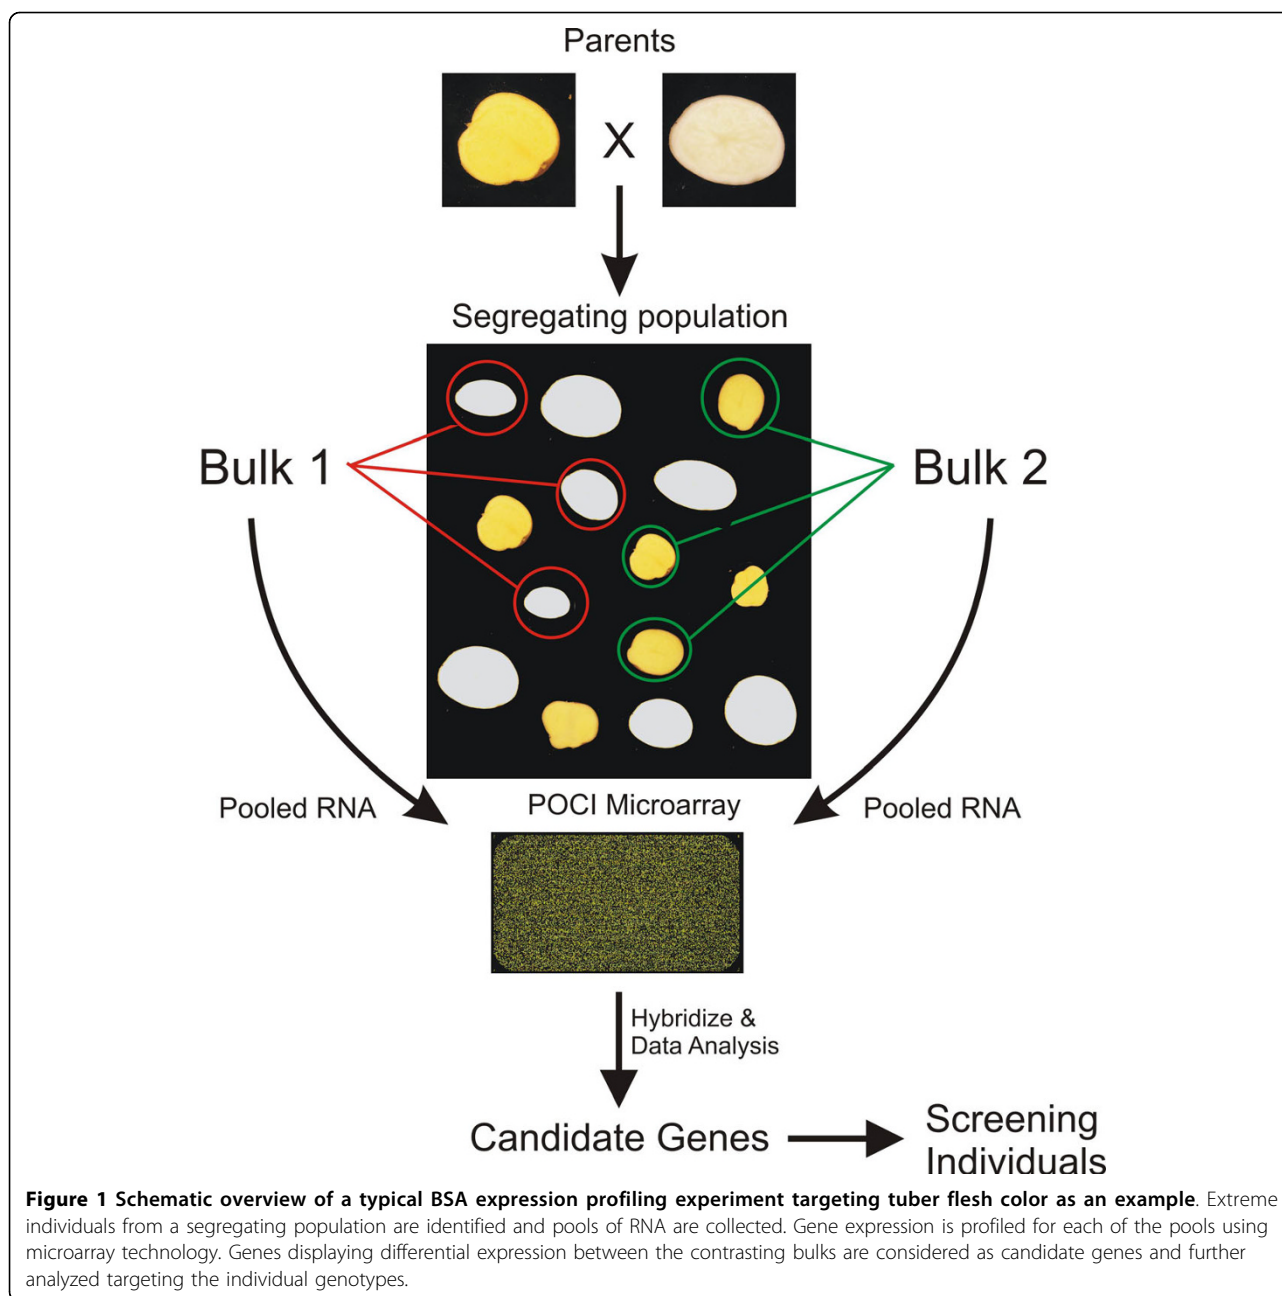 Parents
X
Segregating population
Bulk 1
Bulk 2
Pooled RNA
POCI Microarray
Pooled RNA
Hybridize &
Data Analysis
Candidate Genes
Screening
Individuals
Figure 1 Schematic overview of a typical BSA expression profiling experiment targeting tuber flesh color as an example. Extreme
individuals from a segregating population are identified and pools of RNA are collected. Gene expression is profiled for each of the pools using
microarray technology. Genes displaying differential expression between the contrasting bulks are considered as candidate genes and further
analyzed targeting the individual genotypes.